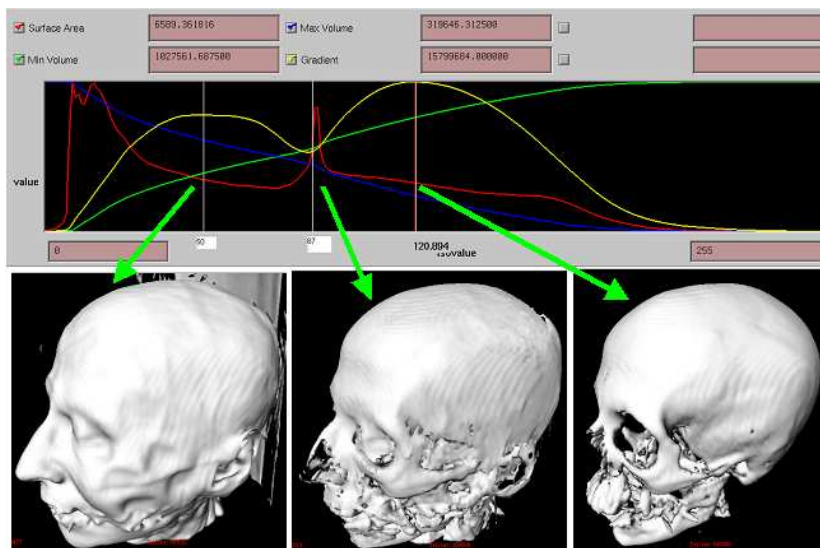 Surface Area
6589.361816
Max Volume
319646.312500
Min Volume
1027561.687500
Gradient
15799684.000000
value
50
87
120.894
isovalue
0
255